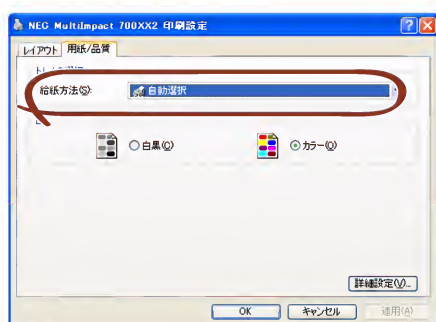 NEC MultiImpact 700XX2 印刷設定
レイアウト 用紙/品質
給紙方法(S): 自動選択
白黒(C) カラー(O)
詳細設定(V)...
OK キャンセル 適用(A)